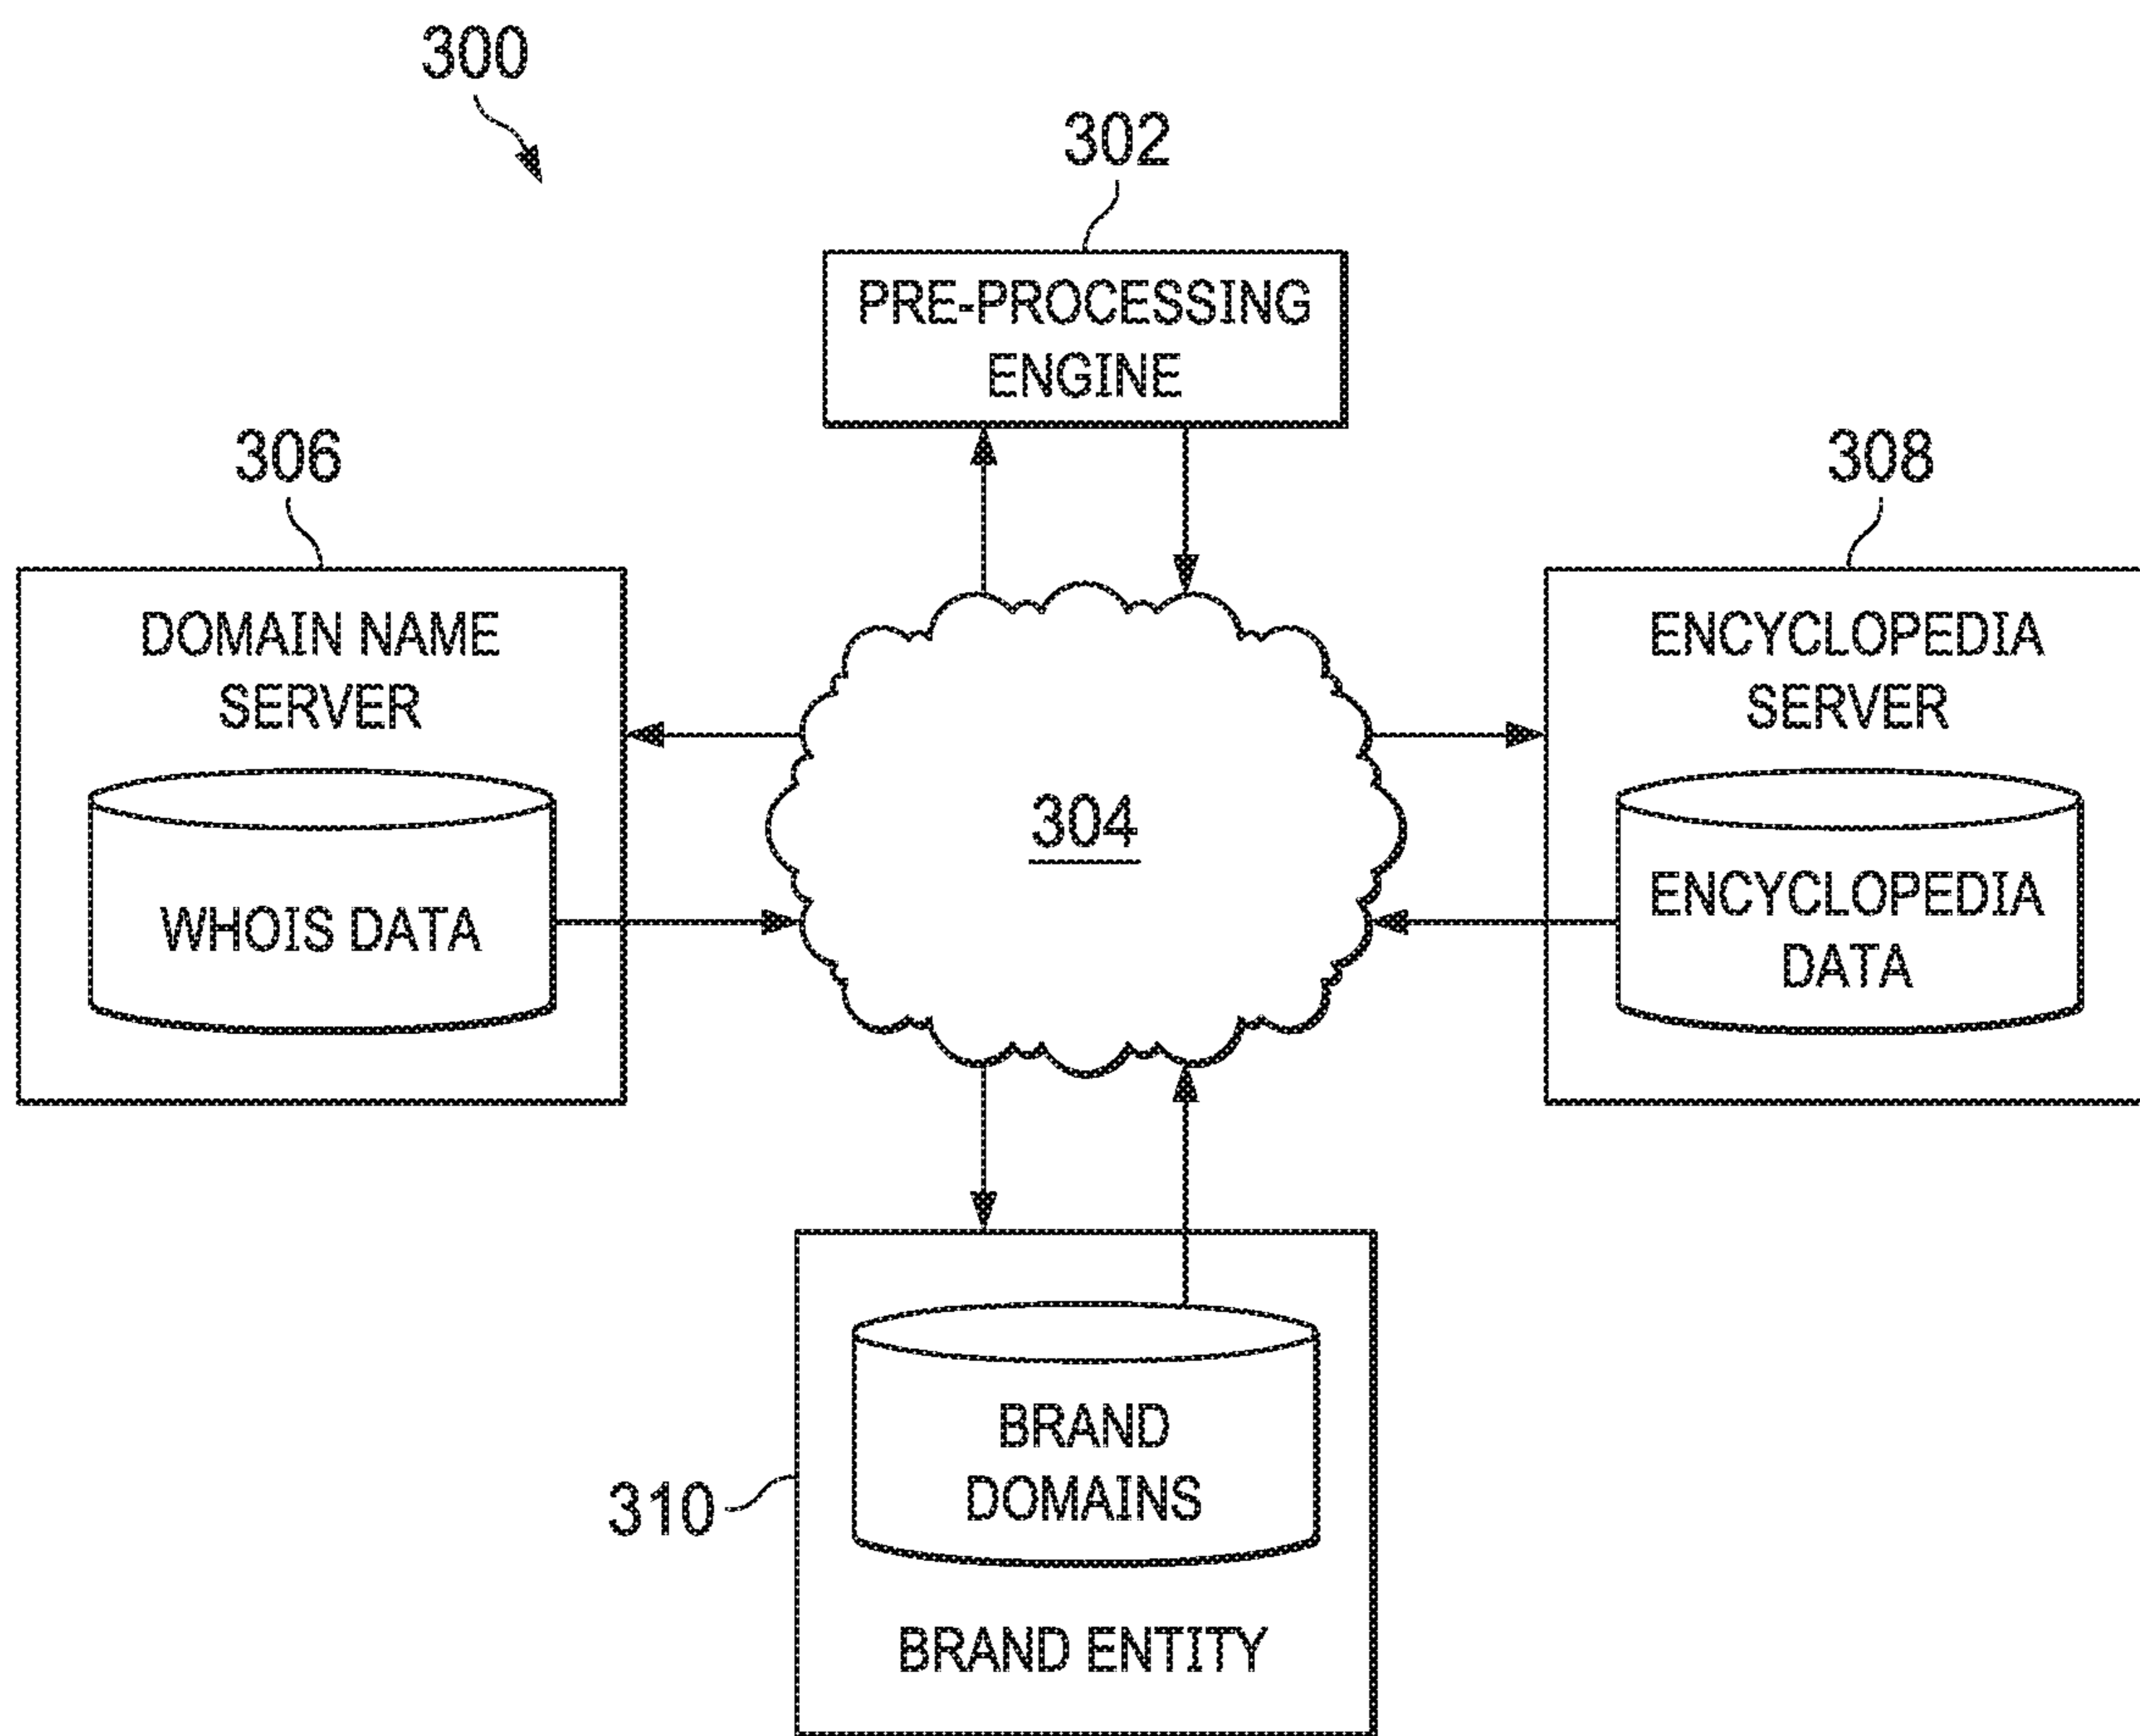 300
302
PRE-PROCESSING
ENGINE
306
308
DOMAIN NAME
SERVER
ENCYCLOPEDIA
SERVER
304
WHOIS DATA
ENCYCLOPEDIA
DATA
BRAND
DOMAINS
310
BRAND ENTITY